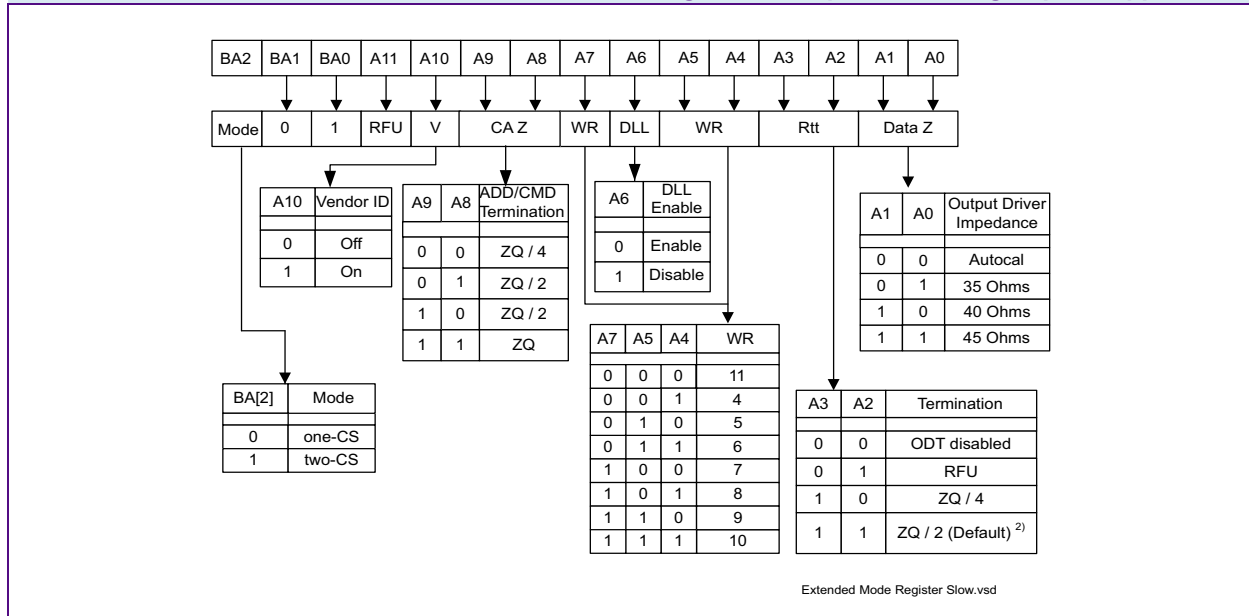 BA2 BA1 BA0 A11 A10 A9 A8 A7 A6 A5 A4 A3 A2 A1 A0
Mode 0 1 RFU V CA Z WR DLL WR Rtt Data Z
A10 Vendor ID
0 Off
1 On
A9 A8 ADD/CMD Termination
0 0 ZQ / 4
0 1 ZQ / 2
1 0 ZQ / 2
1 1 ZQ
A6 DLL Enable
0 Enable
1 Disable
A1 A0 Output Driver Impedance
0 0 Autocal
0 1 35 Ohms
1 0 40 Ohms
1 1 45 Ohms
BA[2] Mode
0 one-CS
1 two-CS
A7 A5 A4 WR
0 0 0 11
0 0 1 4
0 1 0 5
0 1 1 6
1 0 0 7
1 0 1 8
1 1 0 9
1 1 1 10
A3 A2 Termination
0 0 ODT disabled
0 1 RFU
1 0 ZQ / 4
1 1 ZQ / 2 (Default) 2)
Extended Mode Register Slow.vsd